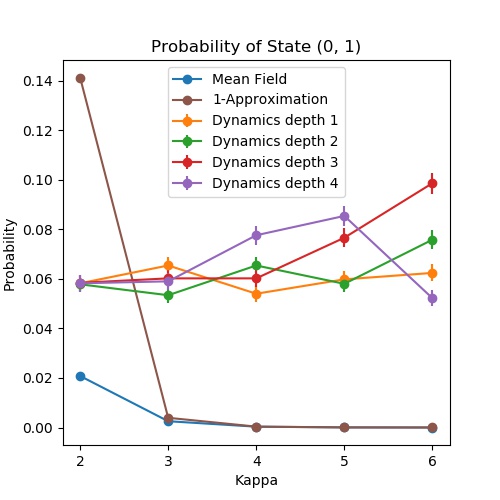 Probability of State (0, 1)
Mean Field
1-Approximation
Dynamics depth 1
Dynamics depth 2
Dynamics depth 3
Dynamics depth 4
0.14
0.12
0.10
0.08
0.06
0.04
0.02
0.00
Probability
2 3 4 5 6
Kappa